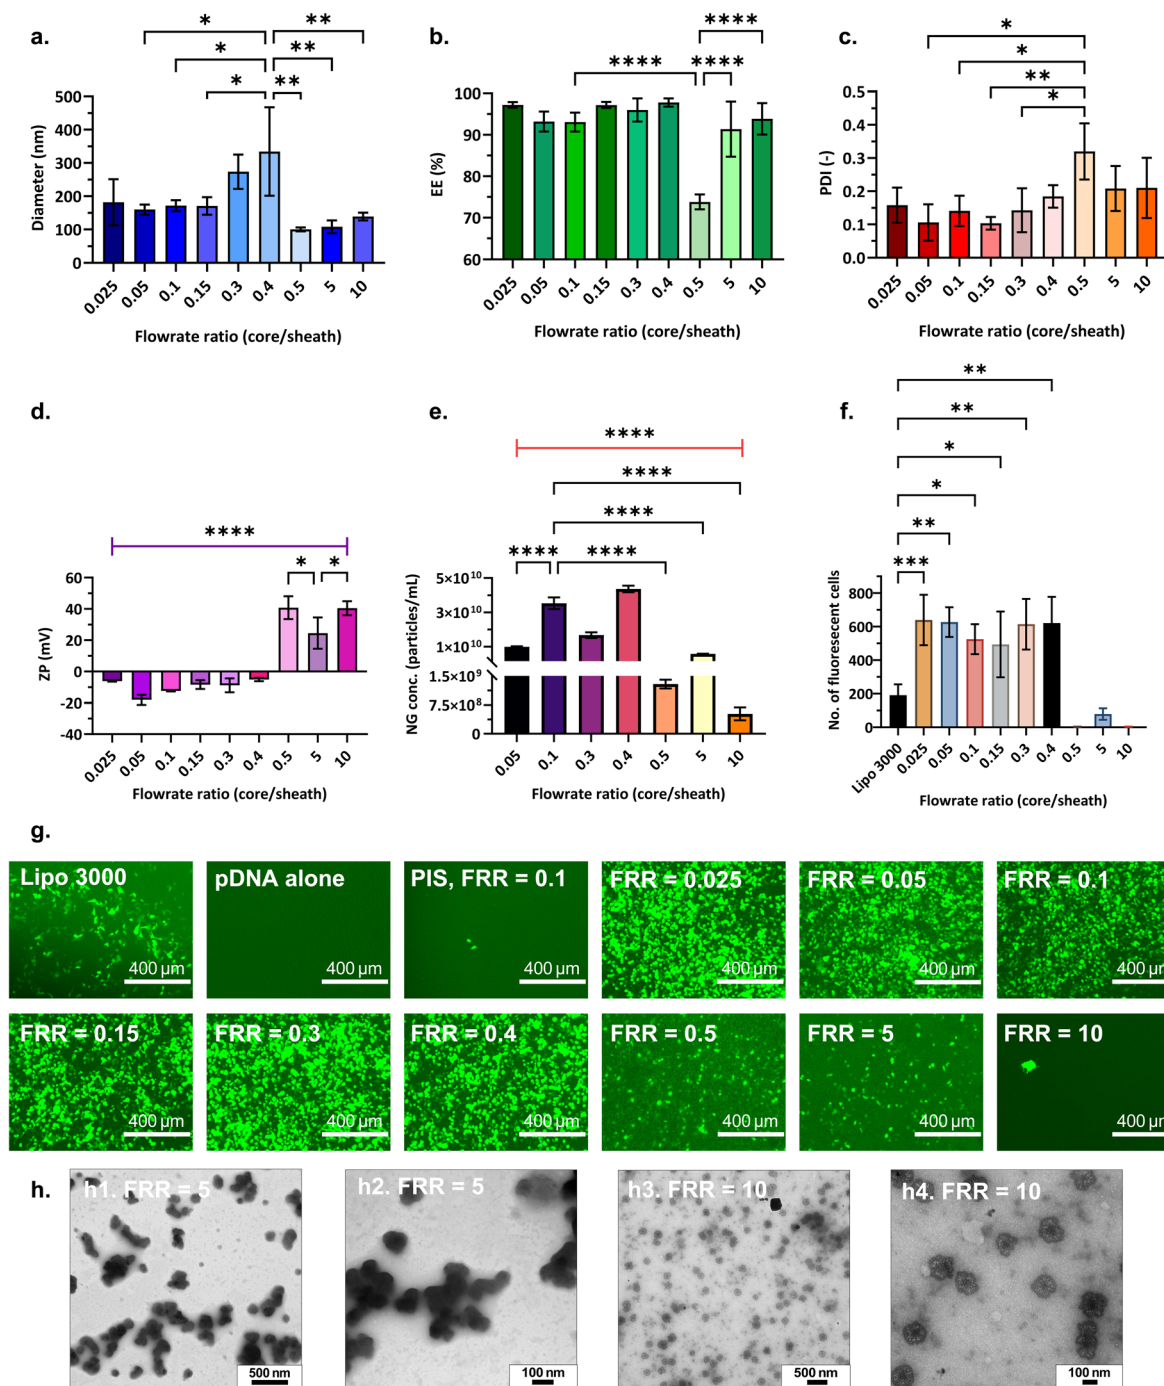 a.
*
**
*
**
*
**
500
400
300
200
100
0
Diameter (nm)
0.025
0.05
0.1
0.15
0.3
0.4
0.5
5
10
Flowrate ratio (core/sheath)
b.
****
****
****
100
90
80
70
60
EE (%)
0.025
0.05
0.1
0.15
0.3
0.4
0.5
5
10
Flowrate ratio (core/sheath)
c.
*
*
**
*
0.5
0.4
0.3
0.2
0.1
0.0
PDI (-)
0.025
0.05
0.1
0.15
0.3
0.4
0.5
5
10
Flowrate ratio (core/sheath)
d.
****
*
*
60
40
20
0
-20
-40
ZP (mV)
0.025
0.05
0.1
0.15
0.3
0.4
0.5
5
10
Flowrate ratio (core/sheath)
e.
****
****
****
****
****
5×10¹⁰
3×10¹⁰
1×10¹⁰
1.5×10⁹
7.5×10⁸
0
NG conc. (particles/mL)
0.05
0.1
0.3
0.4
0.5
5
10
Flowrate ratio (core/sheath)
f.
**
**
*
*
**
***
800
600
400
200
0
No. of fluoresecent cells
Lipo 3000
0.025
0.05
0.1
0.15
0.3
0.4
0.5
5
10
Flowrate ratio (core/sheath)
g.
Lipo 3000
400 µm
pDNA alone
400 µm
PIS, FRR = 0.1
400 µm
FRR = 0.025
400 µm
FRR = 0.05
400 µm
FRR = 0.1
400 µm
FRR = 0.15
400 µm
FRR = 0.3
400 µm
FRR = 0.4
400 µm
FRR = 0.5
400 µm
FRR = 5
400 µm
FRR = 10
400 µm
h.
h1. FRR = 5
500 nm
h2. FRR = 5
100 nm
h3. FRR = 10
500 nm
h4. FRR = 10
100 nm